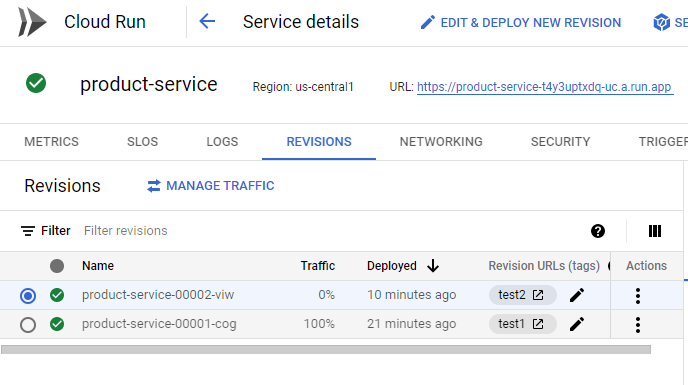 Cloud Run
Service details
EDIT & DEPLOY NEW REVISION
SE
product-service
Region: us-central1
URL: https://product-service-t4y3uptxdq-uc.a.run.app
METRICS
SLOS
LOGS
REVISIONS
NETWORKING
SECURITY
TRIGGER
Revisions
MANAGE TRAFFIC
Filter Filter revisions
Name Traffic Deployed Revision URLs (tags) Actions
product-service-00002-viw 0% 10 minutes ago test2
product-service-00001-cog 100% 21 minutes ago test1